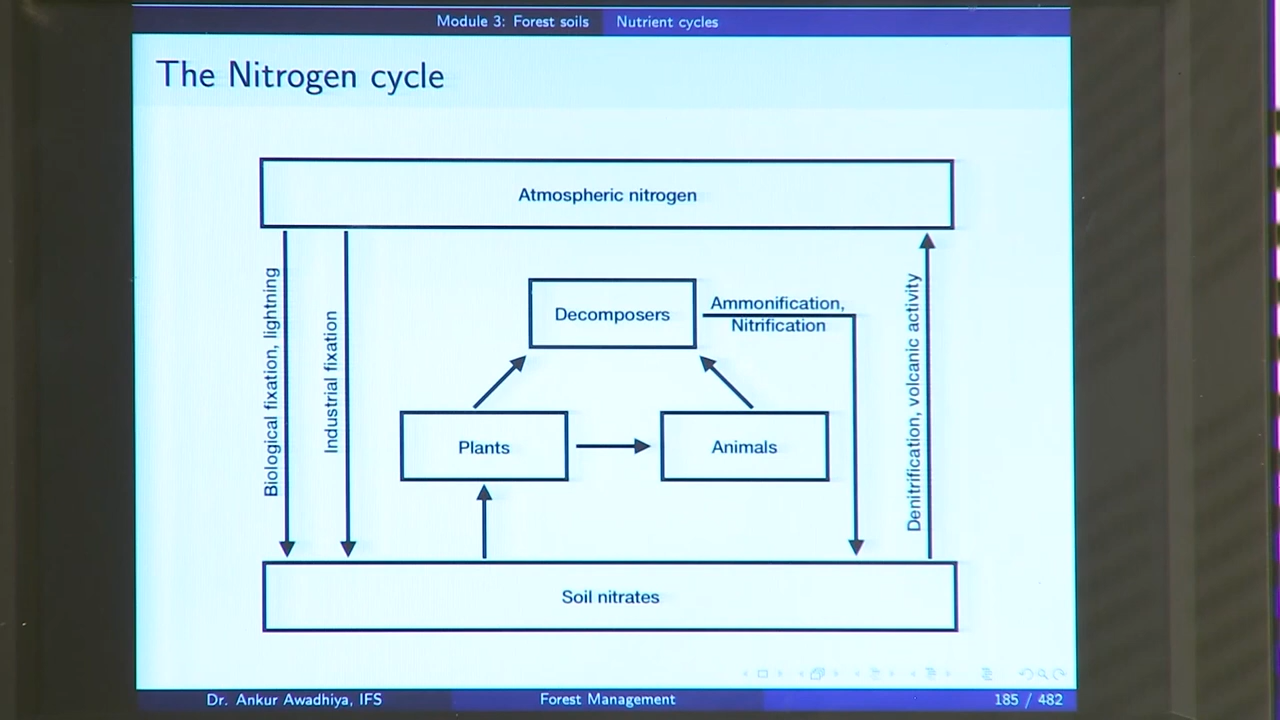 Module 3: Forest soils Nutrient cycles
The Nitrogen cycle
Atmospheric nitrogen
Biological fixation, lightning
Industrial fixation
Decomposers
Ammonification,
Nitrification
Denitrification, volcanic activity
Plants
Animals
Soil nitrates
Dr. Ankur Awadhiya, IFS Forest Management 185 / 482